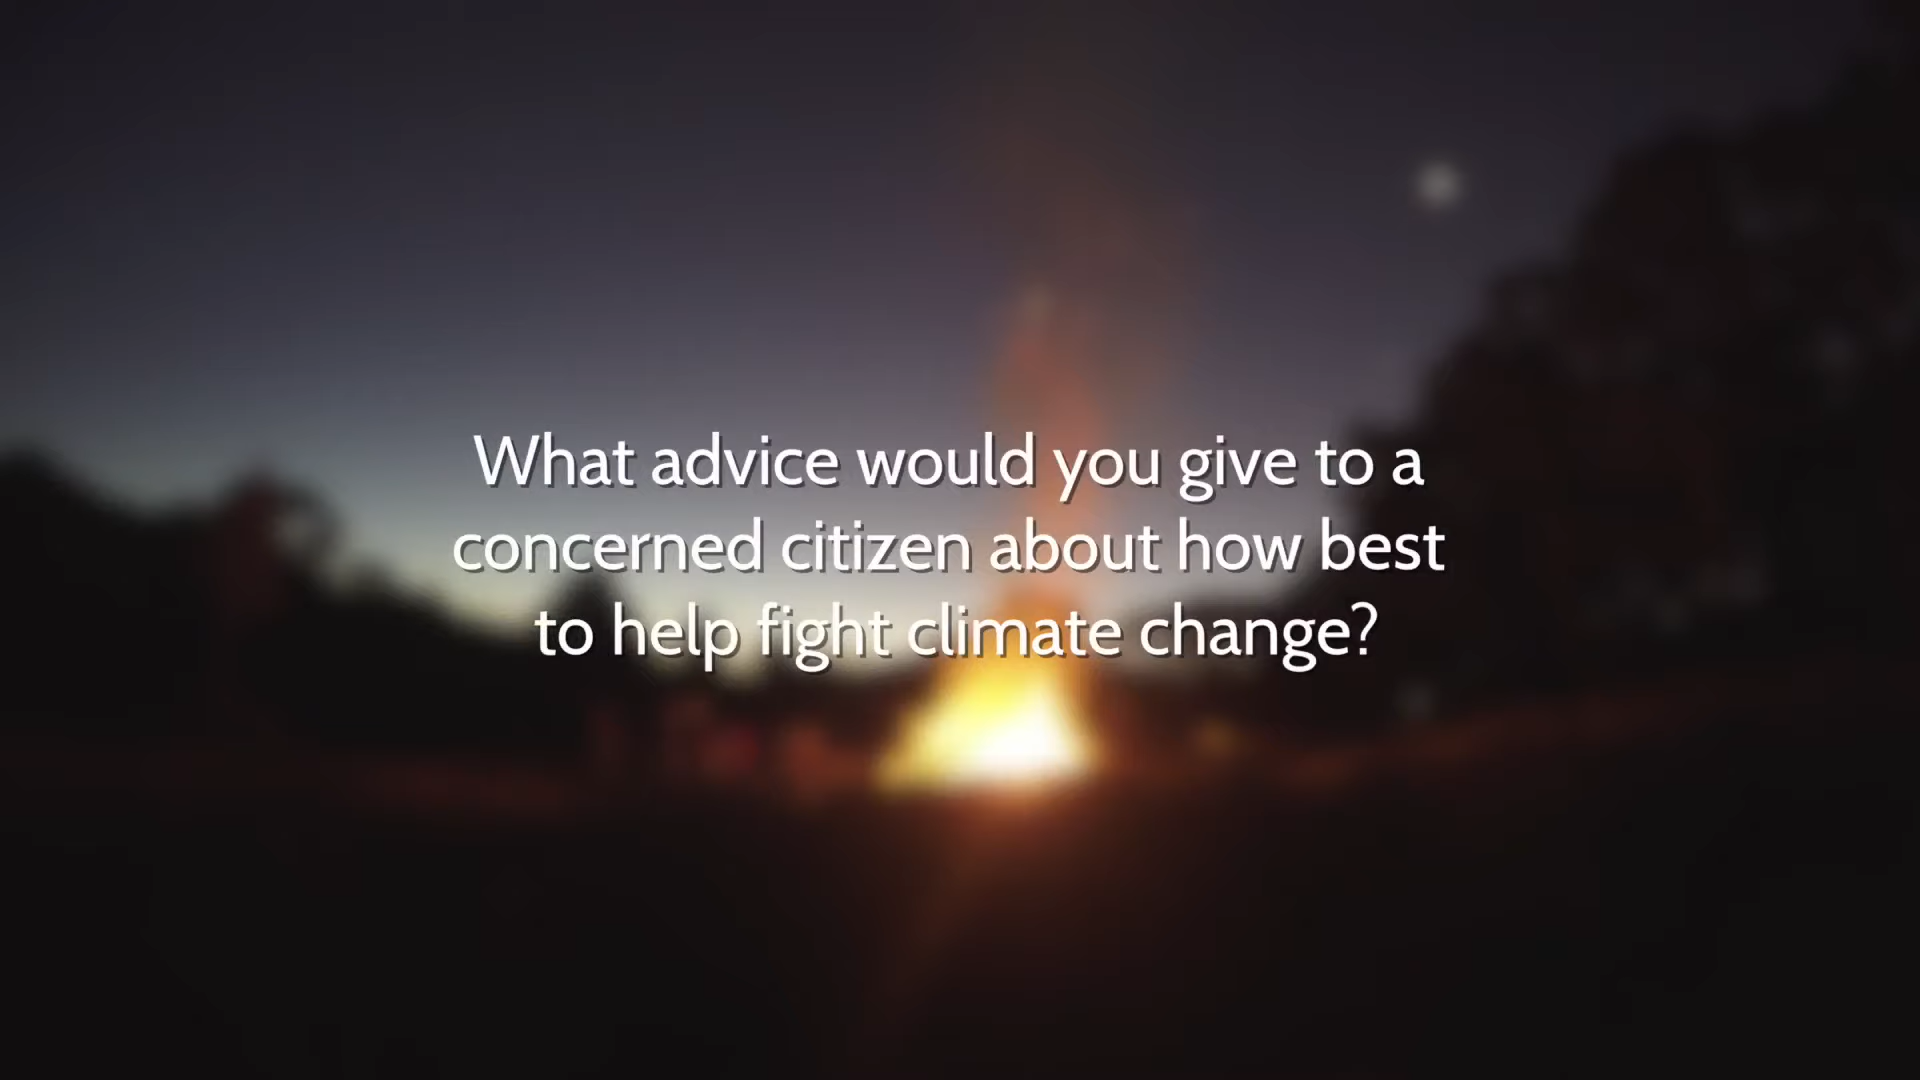 What advice would you give to a
concerned citizen about how best
to help fight climate change?